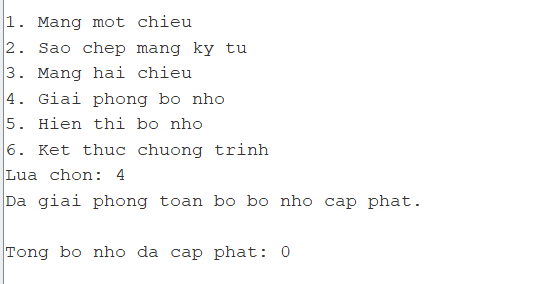 1. Mang mot chieu
2. Sao chep mang ky tu
3. Mang hai chieu
4. Giai phong bo nho
5. Hien thi bo nho
6. Ket thuc chuong trinh
Lua chon: 4
Da giai phong toan bo bo nho cap phat.
Tong bo nho da cap phat: 0